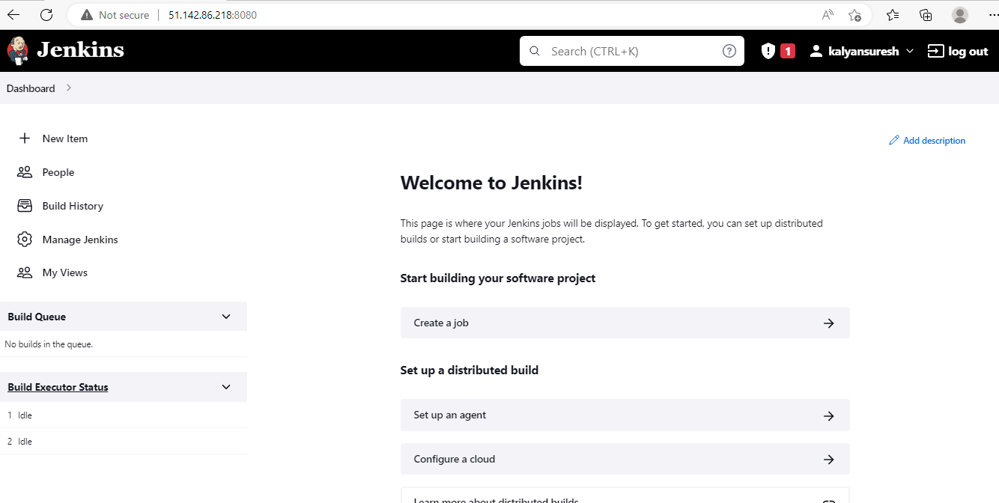 Not secure 51.142.86.218:8080
Jenkins
Search (CTRL+K)
1
kalyansuresh
log out
Dashboard
New Item
People
Build History
Manage Jenkins
My Views
Build Queue
No builds in the queue.
Build Executor Status
1 Idle
2 Idle
Add description
Welcome to Jenkins!
This page is where your Jenkins jobs will be displayed. To get started, you can set up distributed
builds or start building a software project.
Start building your software project
Create a job
Set up a distributed build
Set up an agent
Configure a cloud
Learn more about distributed builds